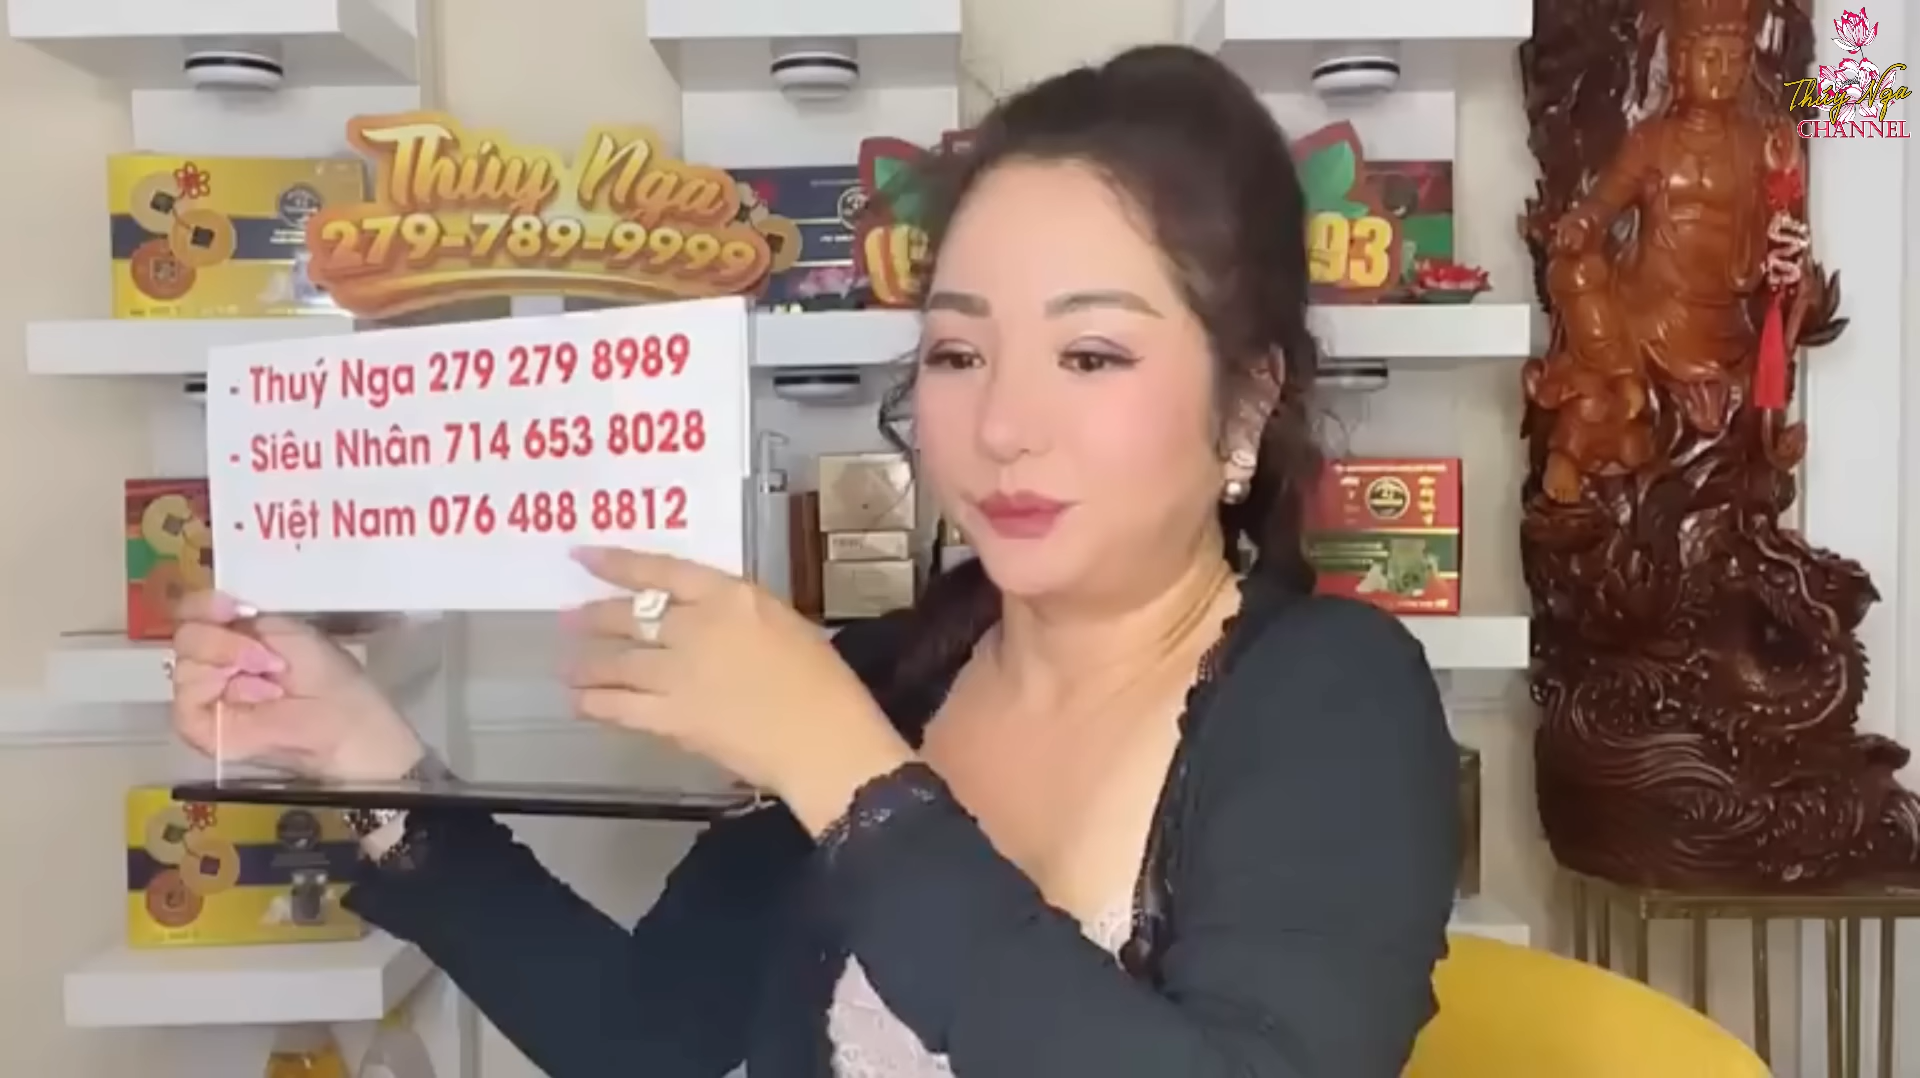 Thúy Nga
CHANNEL
Thúy Nga
279-789-9999
93
- Thuý Nga 279 279 8989
- Siêu Nhân 714 653 8028
- Việt Nam 076 488 8812